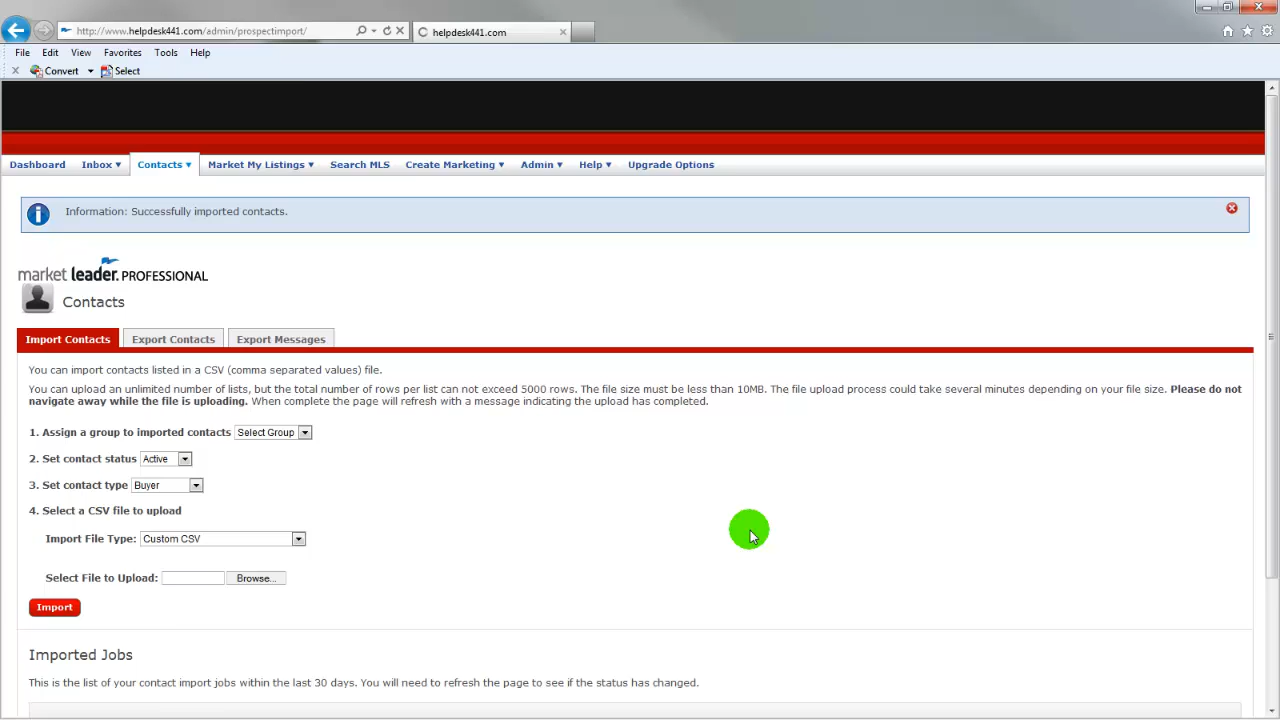 http://www.helpdesk441.com/admin/prospectimport/
helpdesk441.com
File Edit View Favorites Tools Help
Convert Select
Dashboard Inbox Contacts Market My Listings Search MLS Create Marketing Admin Help Upgrade Options
Information: Successfully imported contacts.
market leader. PROFESSIONAL
Contacts
Import Contacts Export Contacts Export Messages
You can import contacts listed in a CSV (comma separated values) file.
You can upload an unlimited number of lists, but the total number of rows per list can not exceed 5000 rows. The file size must be less than 10MB. The file upload process could take several minutes depending on your file size. Please do not
navigate away while the file is uploading. When complete the page will refresh with a message indicating the upload has completed.
1. Assign a group to imported contacts Select Group
2. Set contact status Active
3. Set contact type Buyer
4. Select a CSV file to upload
Import File Type: Custom CSV
Select File to Upload: Browse...
Import
Imported Jobs
This is the list of your contact import jobs within the last 30 days. You will need to refresh the page to see if the status has changed.